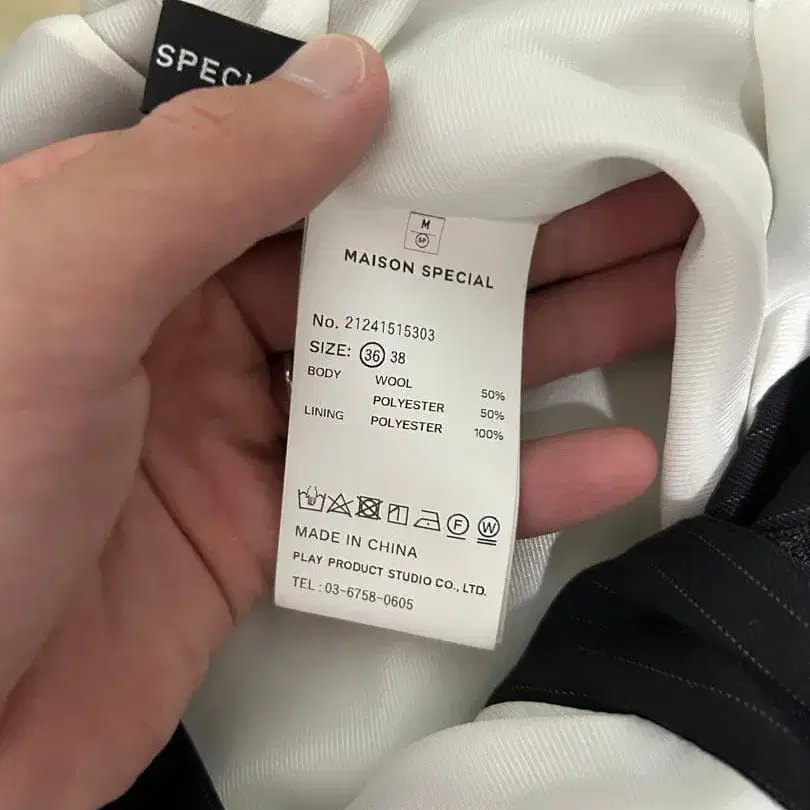 SPECI
M
SP
MAISON SPECIAL
No. 21241515303
SIZE: 36 38
BODY WOOL 50%
POLYESTER 50%
LINING POLYESTER 100%
F W
MADE IN CHINA
PLAY PRODUCT STUDIO CO., LTD.
TEL : 03-6758-0605